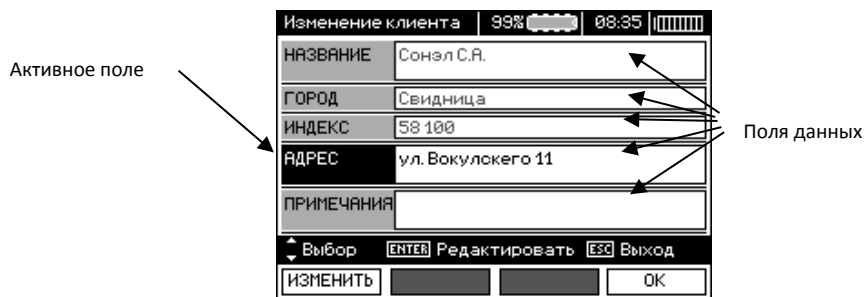 Изменение клиента 99% 08:35
НАЗВАНИЕ Сонэл С.А.
Активное поле
ГОРОД Свидница
ИНДЕКС 58 100
Поля данных
АДРЕС ул. Вокулского 11
ПРИМЕЧАНИЯ
Выбор ENTER Редактировать ESC Выход
ИЗМЕНИТЬ OK